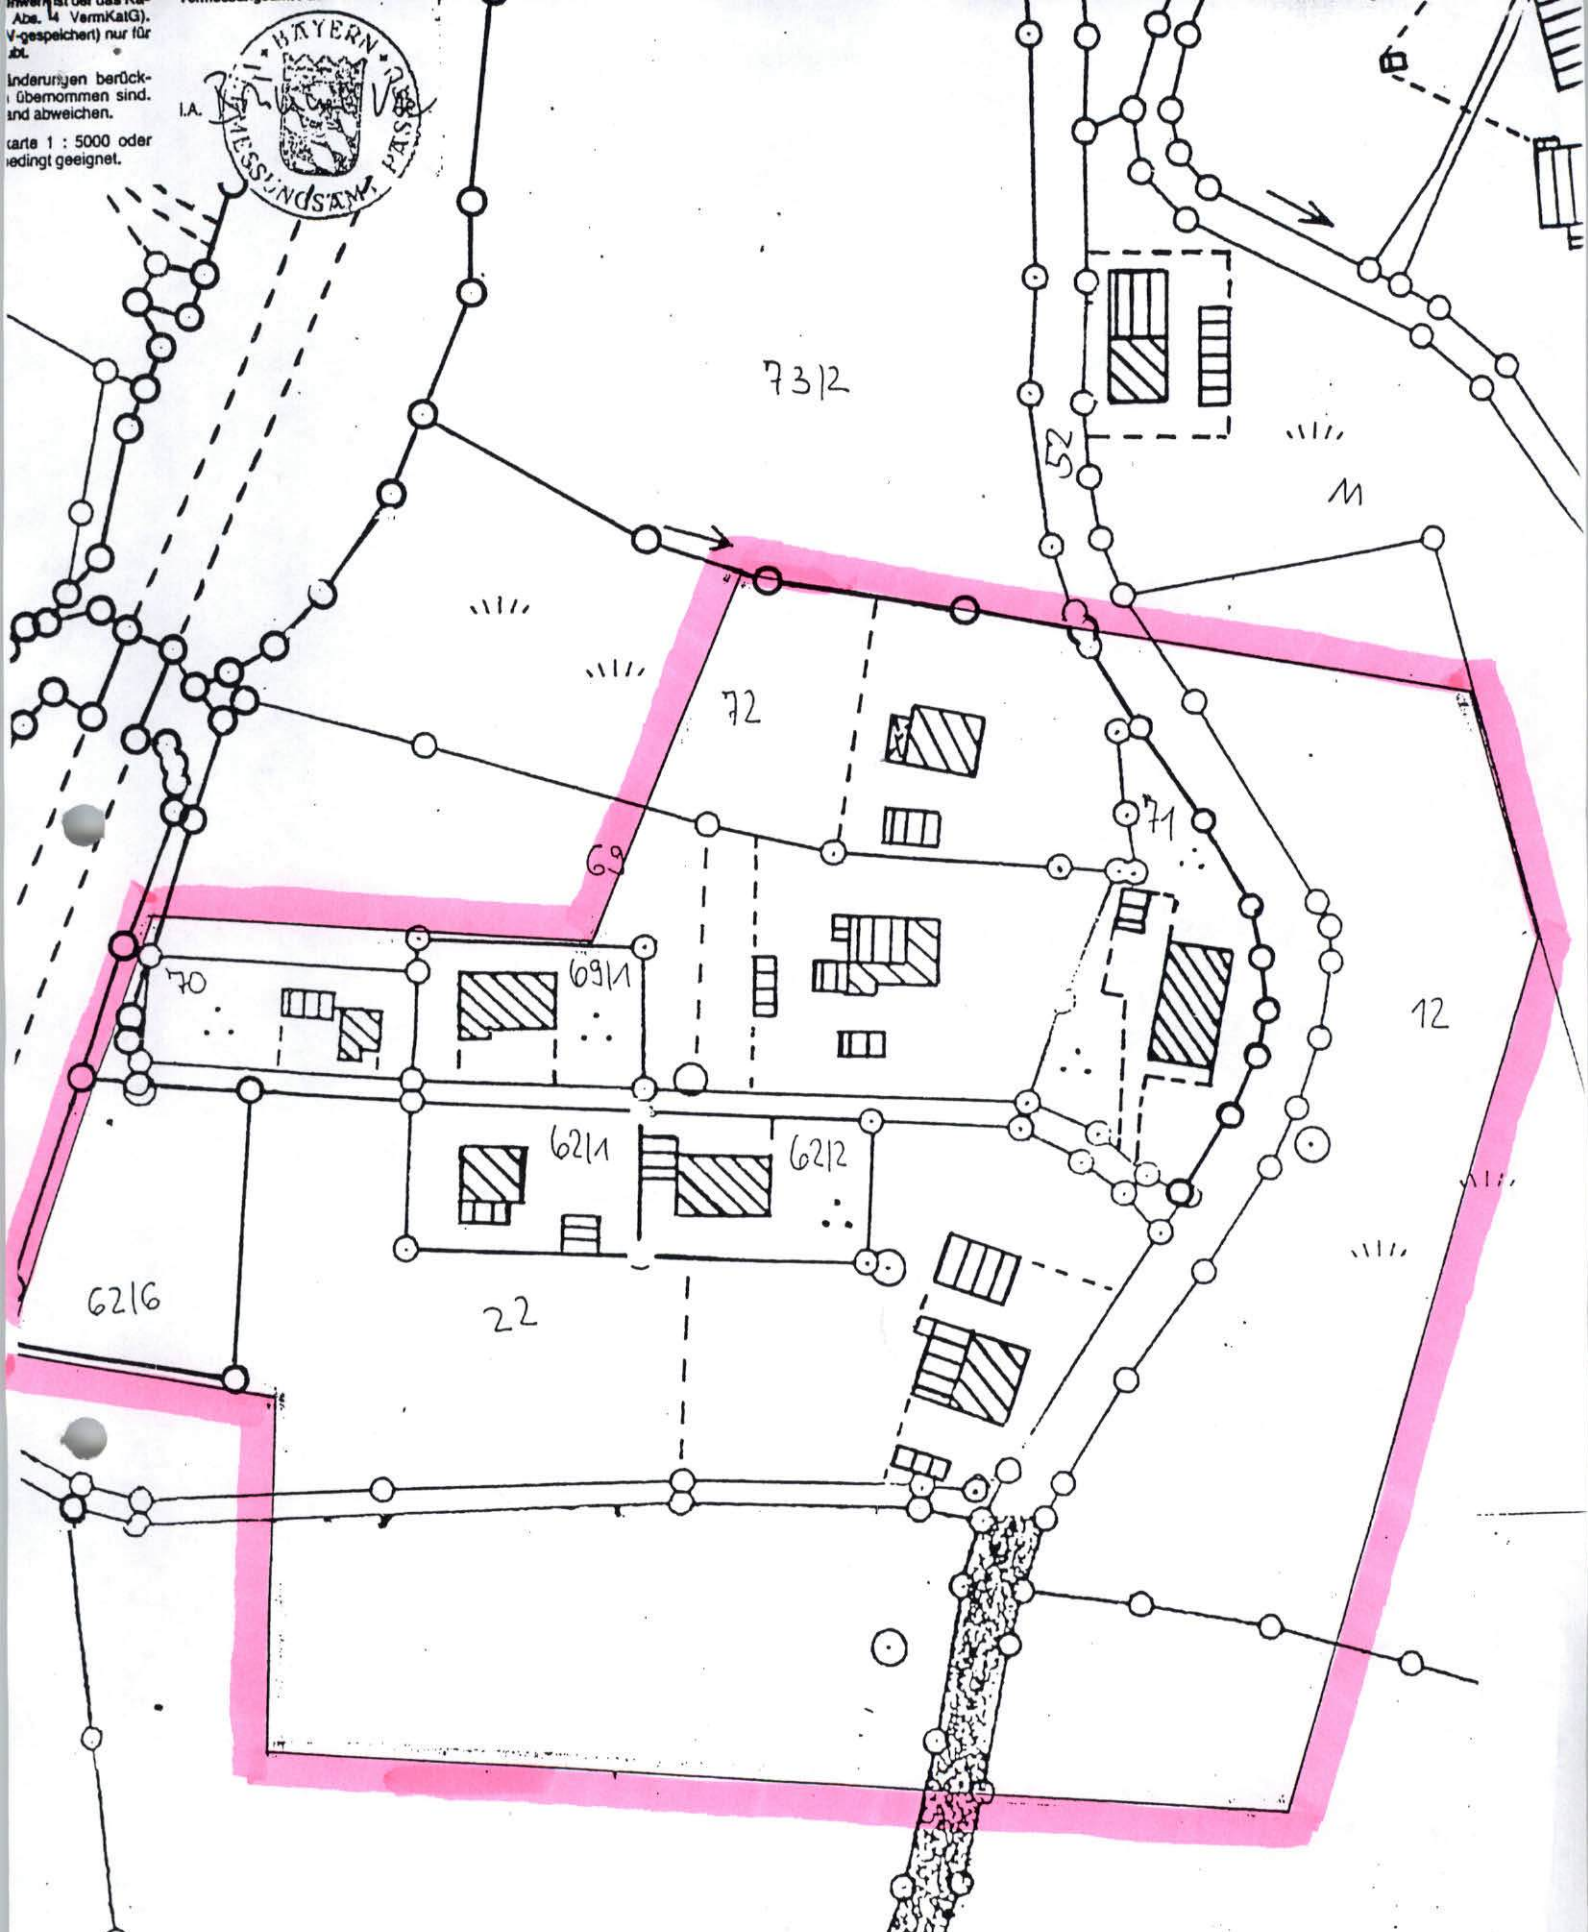 Abs. 4 VermKatG).
V-gespeichert) nur für
Änderungen berück-
übernommen sind.
and abweichen.
karte 1 : 5000 oder
bedingt geeignet.
I.A.
BAYERN
73/2
52
11
72
69
71
70
69/1
12
62/1
62/2
62/6
22